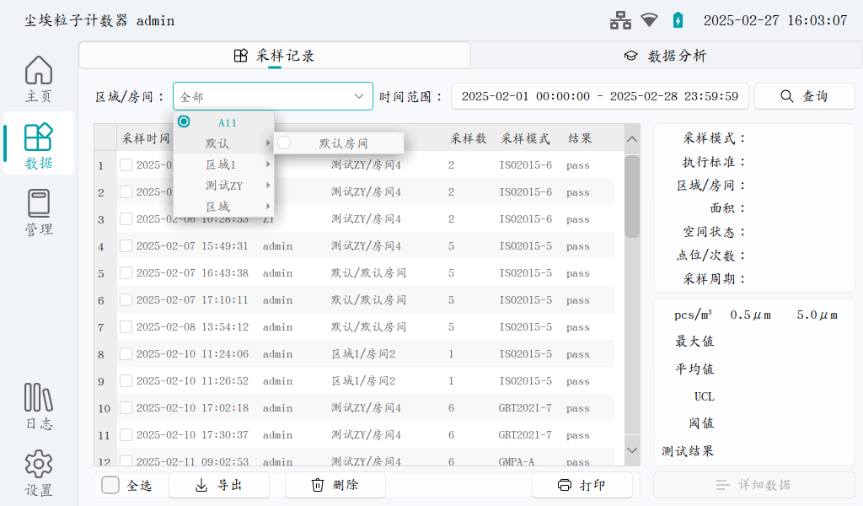 尘埃粒子计数器 admin
2025-02-27 16:03:07
主页
数据
管理
日志
设置
采样记录
数据分析
区域/房间： 全部 时间范围： 2025-02-01 00:00:00 - 2025-02-28 23:59:59 查询
采样时间 采样数 采样模式 结果
All
默认
区域1
测试ZY
区域
默认房间
1 测试ZY/房间4 2 ISO2015-6 pass
2 测试ZY/房间4 2 ISO2015-6 pass
3 2025-02-06 10:28:53 ZY 测试ZY/房间4 2 ISO2015-6 pass
4 2025-02-07 15:49:31 admin 测试ZY/房间4 5 ISO2015-5 pass
5 2025-02-07 16:43:38 admin 默认/默认房间 5 ISO2015-5 pass
6 2025-02-07 17:10:11 admin 默认/默认房间 5 ISO2015-5 pass
7 2025-02-08 13:54:12 admin 默认/默认房间 5 ISO2015-5 pass
8 2025-02-10 11:24:06 admin 区域1/房间2 1 ISO2015-5 pass
9 2025-02-10 11:26:52 admin 区域1/房间2 1 ISO2015-5 pass
10 2025-02-10 17:02:18 admin 测试ZY/房间4 6 GBT2021-7 pass
11 2025-02-10 17:30:37 admin 测试ZY/房间4 6 GBT2021-7 pass
12 2025-02-11 09:02:53 admin 测试ZY/房间4 6 GMPA-A pass
全选 导出 删除 打印
采样模式：
执行标准：
区域/房间：
面积：
空间状态：
点位/次数：
采样周期：
pcs/m³ 0.5μm 5.0μm
最大值
平均值
UCL
阈值
测试结果
详细数据